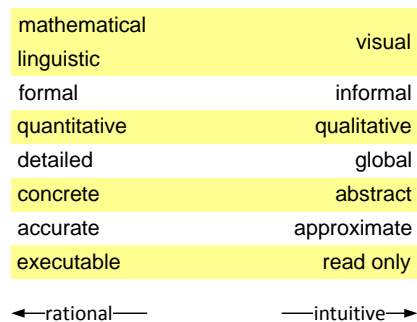 mathematical
linguistic
visual
formal informal
quantitative qualitative
detailed global
concrete abstract
accurate approximate
executable read only
rational intuitive